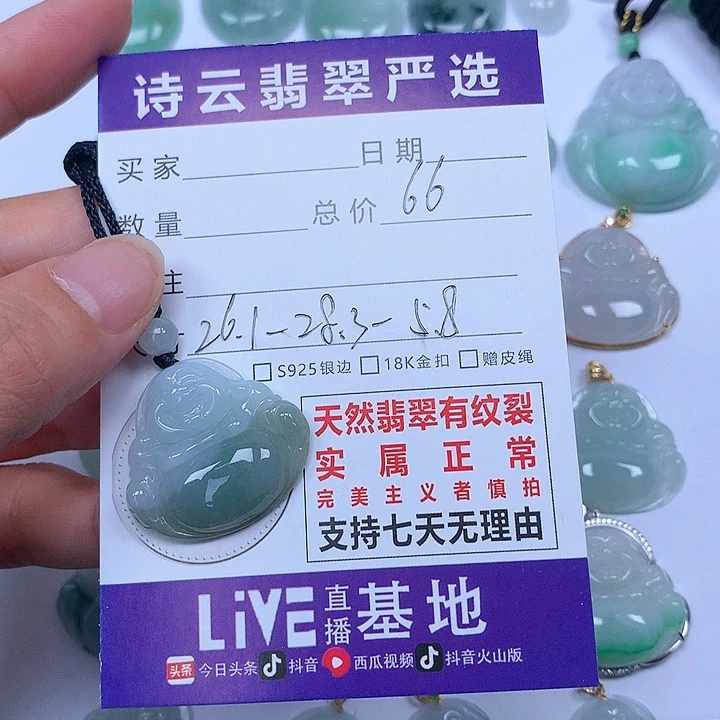 诗云翡翠严选
买家 日期
数量 总价 66
注
26.1-28.3-5.8
S925银边 18K金扣 赠皮绳
天然翡翠有纹裂
实属正常
完美主义者慎拍
支持七天无理由
LiVE直播基地
头条 今日头条 抖音 西瓜视频 抖音火山版